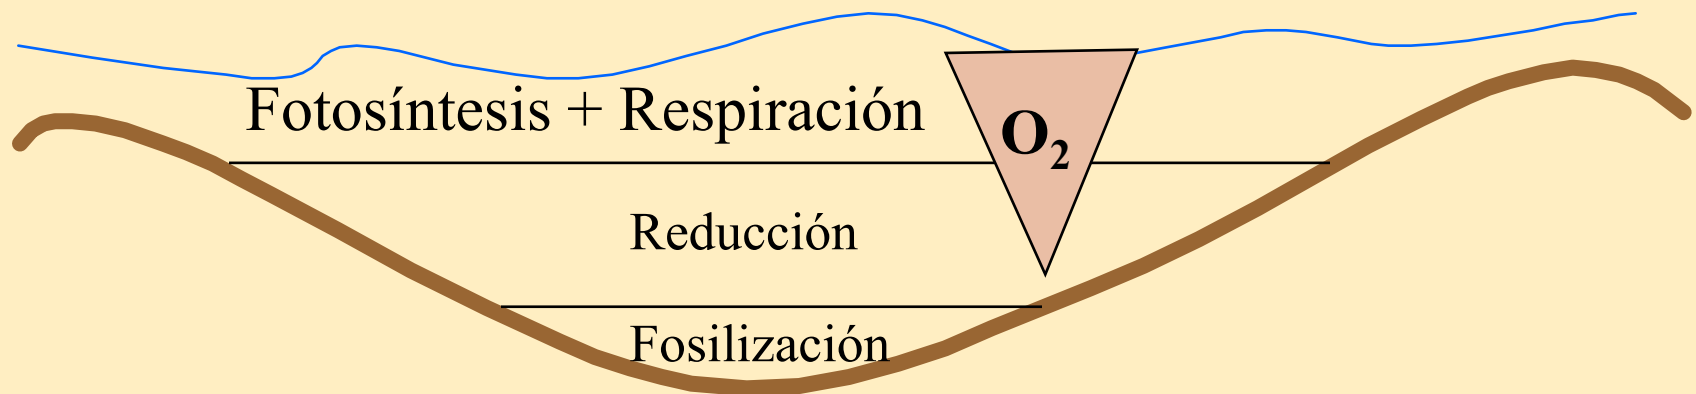 Fotosíntesis + Respiración
O₂
Reducción
Fosilización